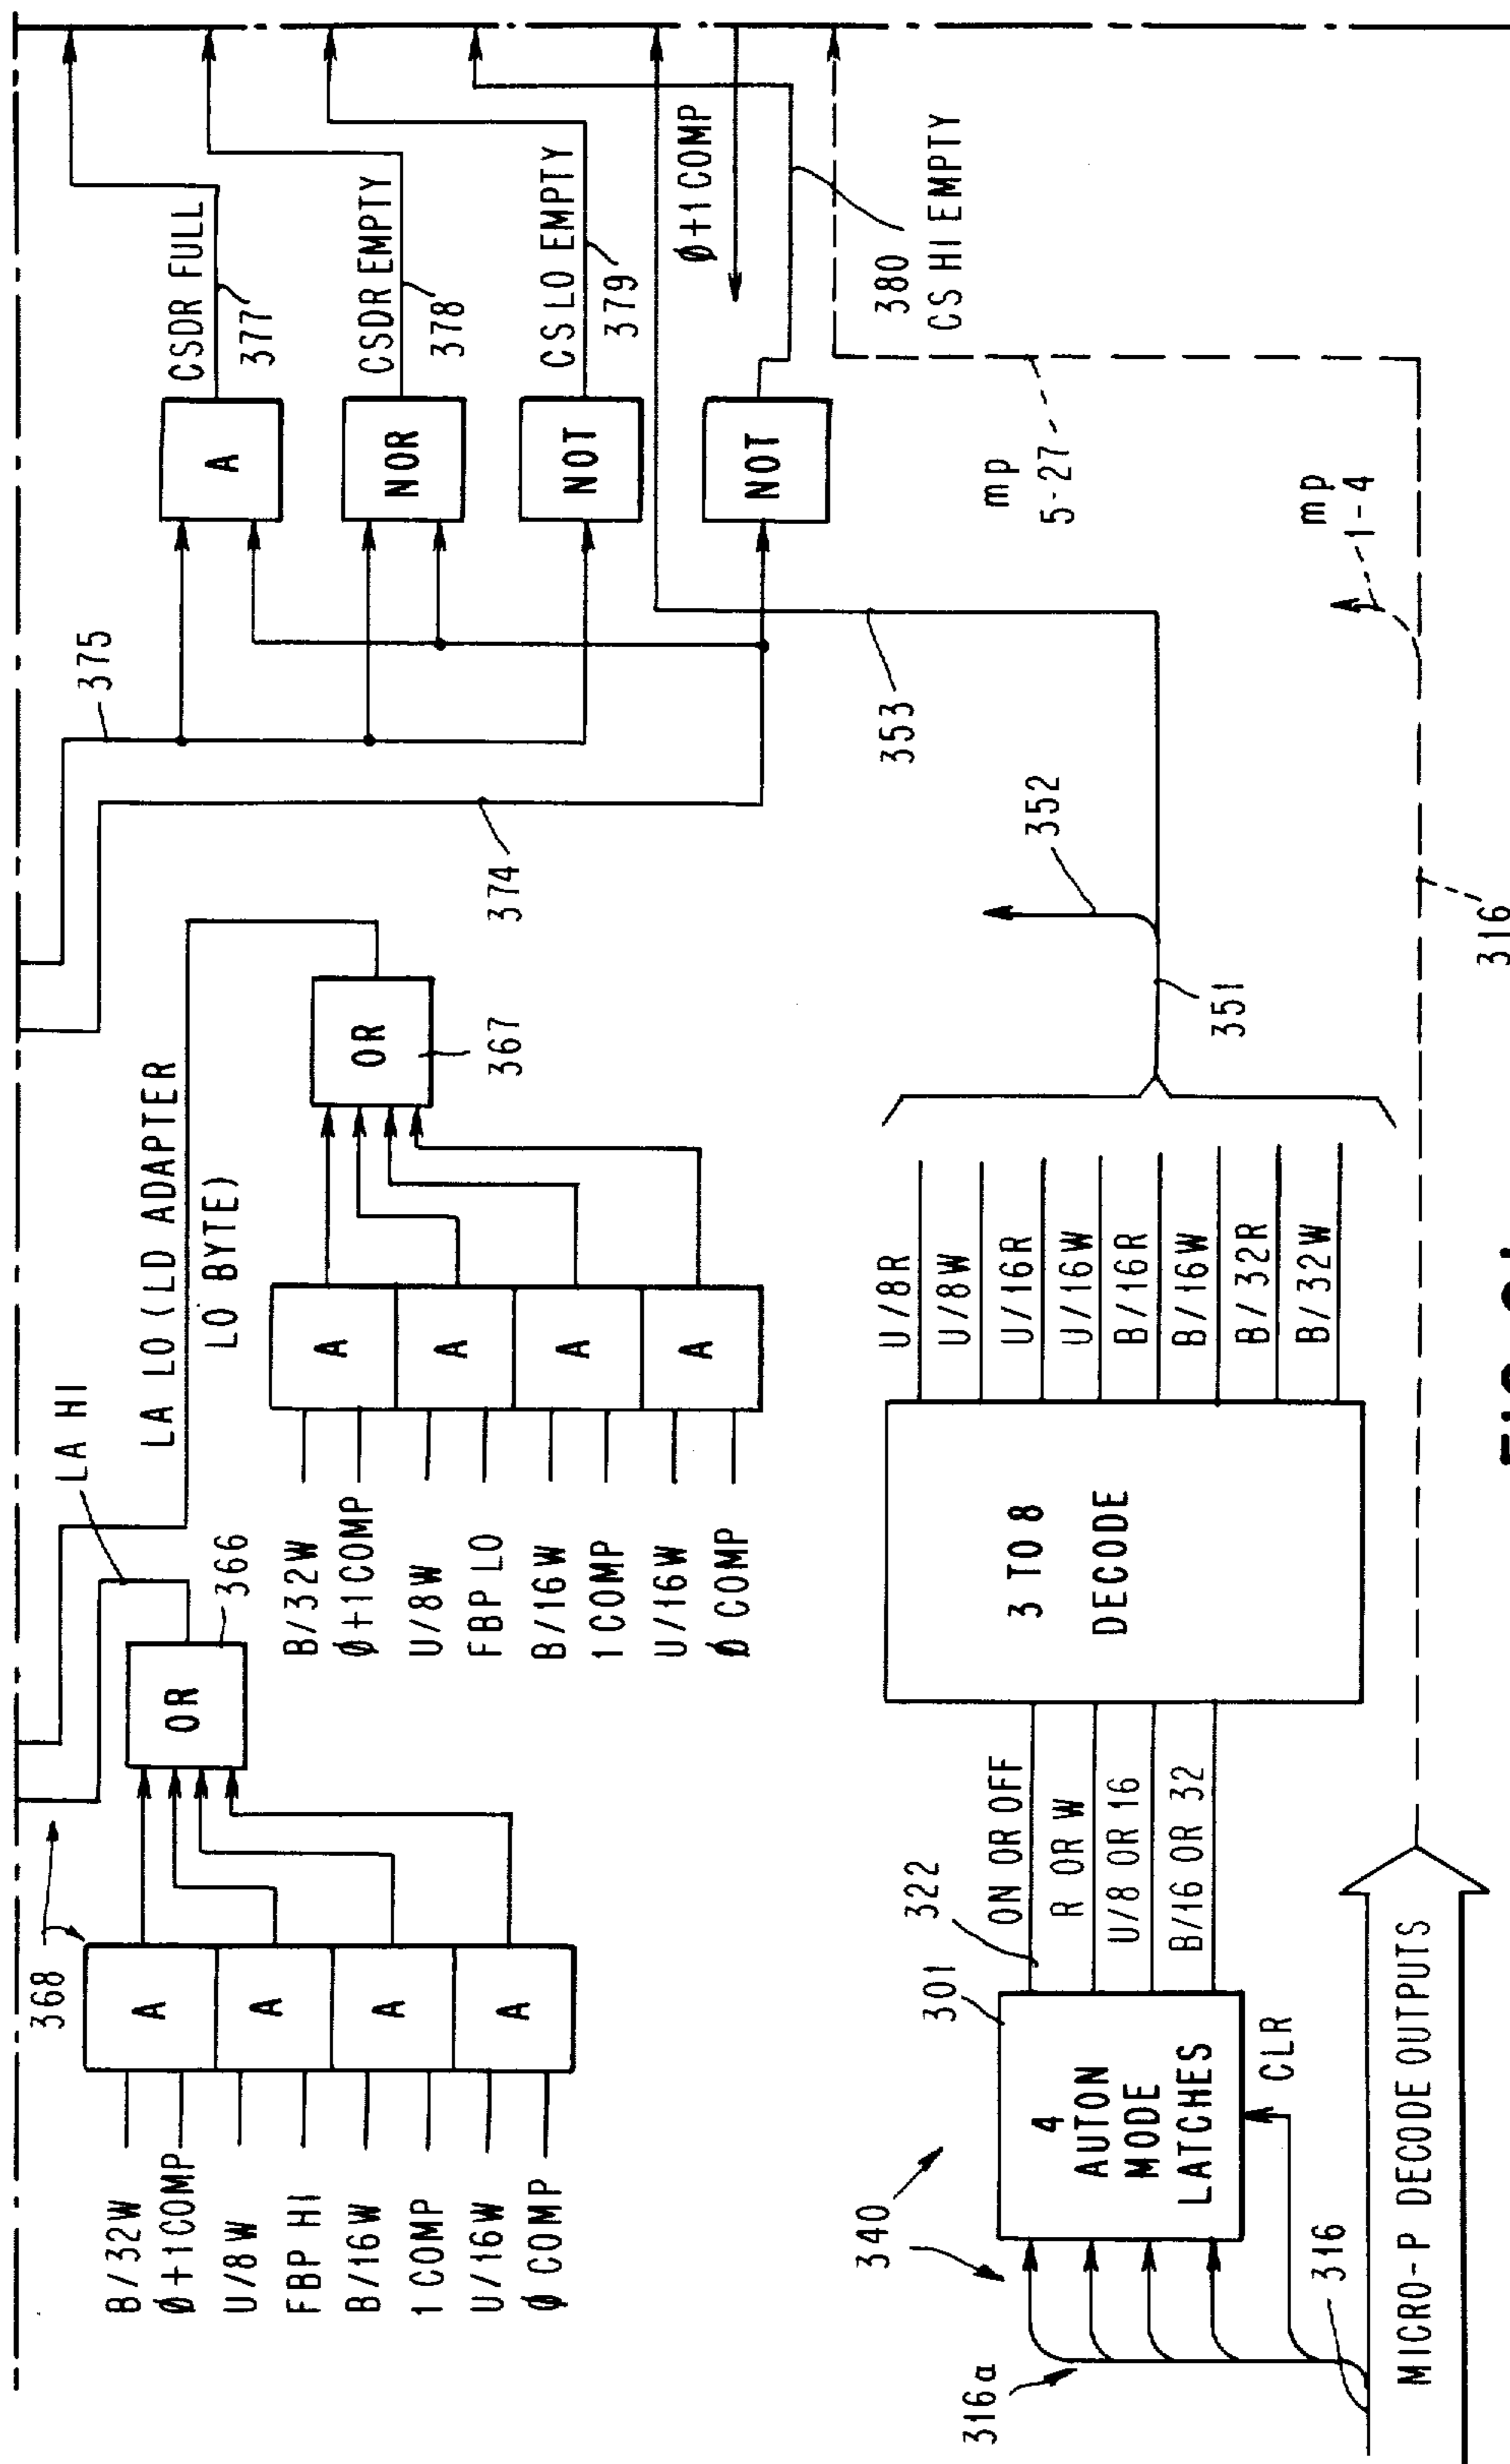 368
B/32W
Ø+1COMP
U/8W
FBP HI
B/16W
1 COMP
U/16W
Ø COMP
A
A
A
A
OR
366
LA HI
LA LO (LD ADAPTER
LO BYTE)
B/32W
Ø+1COMP
U/8W
FBP LO
B/16W
1 COMP
U/16W
Ø COMP
A
A
A
A
OR
367
374
375
A
CSDR FULL
377
NOR
CSDR EMPTY
378
NOT
CS LO EMPTY
379
NOT
Ø+1COMP
380
CS HI EMPTY
340
316a
301
4
AUTON
MODE
LATCHES
CLR
322
ON OR OFF
R OR W
U/8 OR 16
B/16 OR 32
3 TO 8
DECODE
U/8R
U/8W
U/16R
U/16W
B/16R
B/16W
B/32R
B/32W
351
352
353
mp
5-27
mp
1-4
316
MICRO-P DECODE OUTPUTS
316